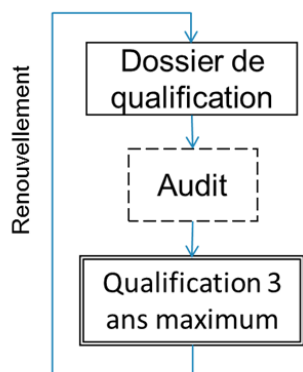 Renouvellement
Dossier de
qualification
Audit
Qualification 3
ans maximum